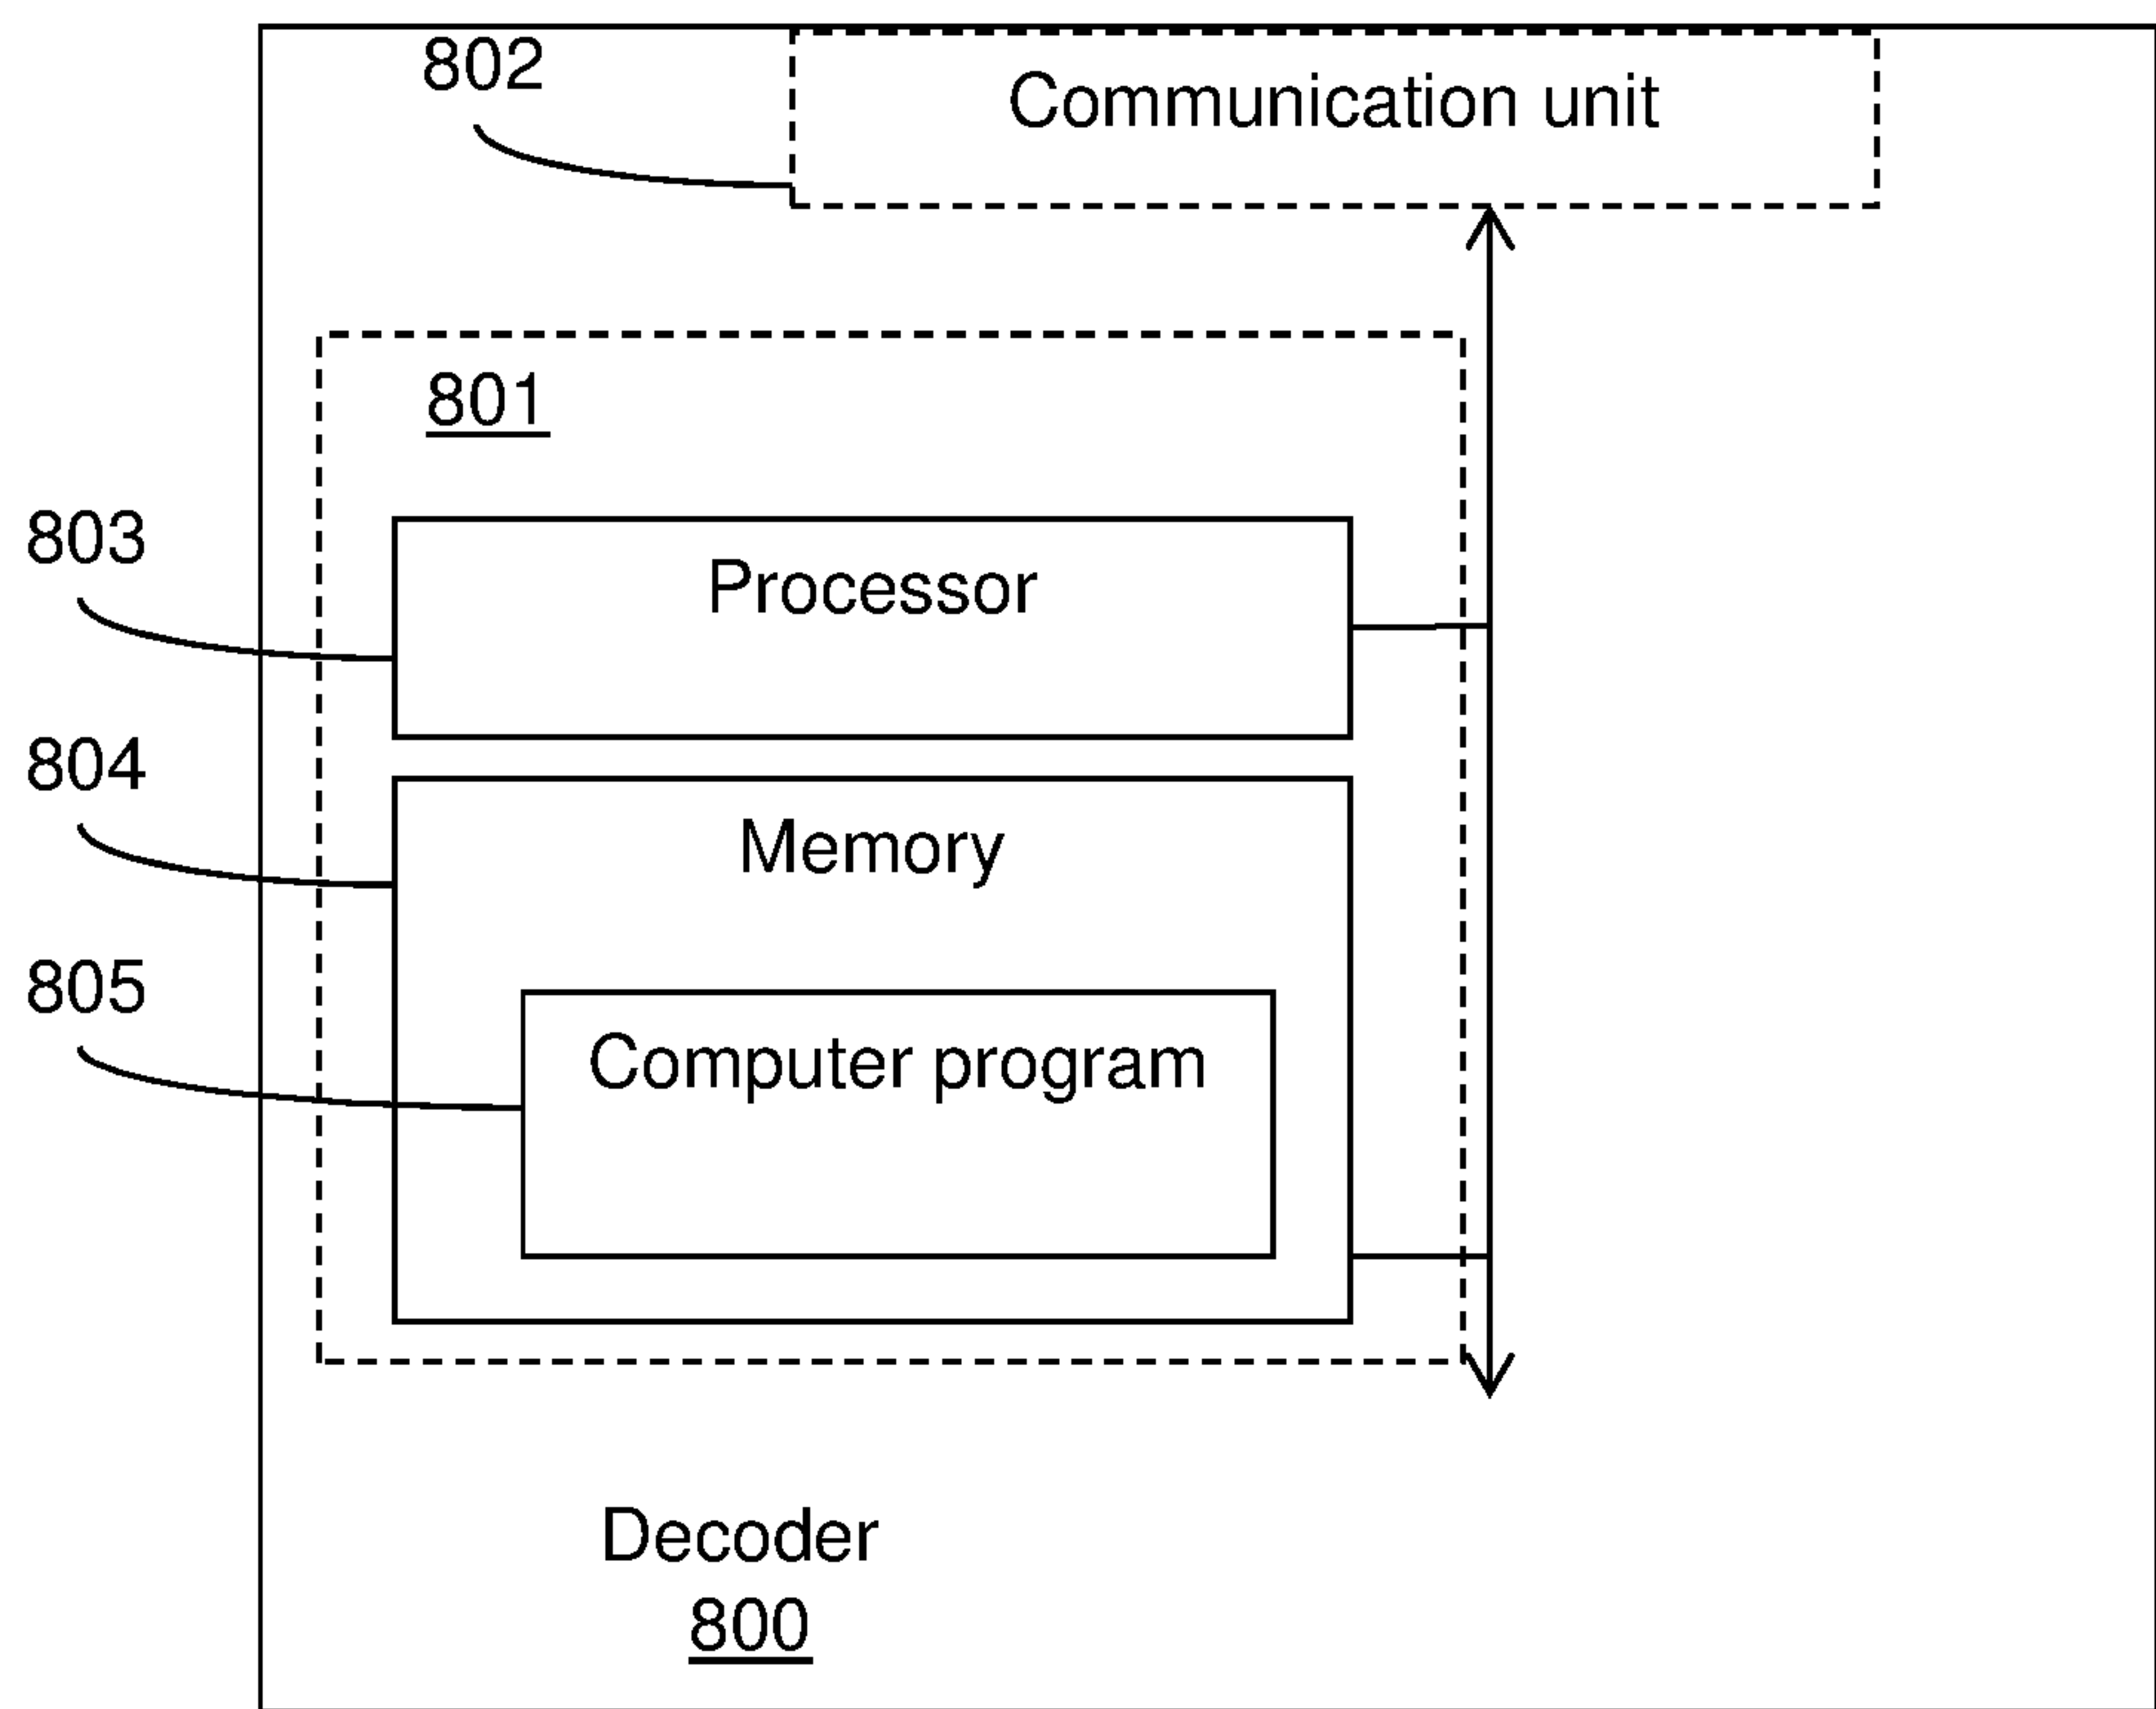 802
Communication unit
801
803
Processor
804
Memory
805
Computer program
Decoder
800